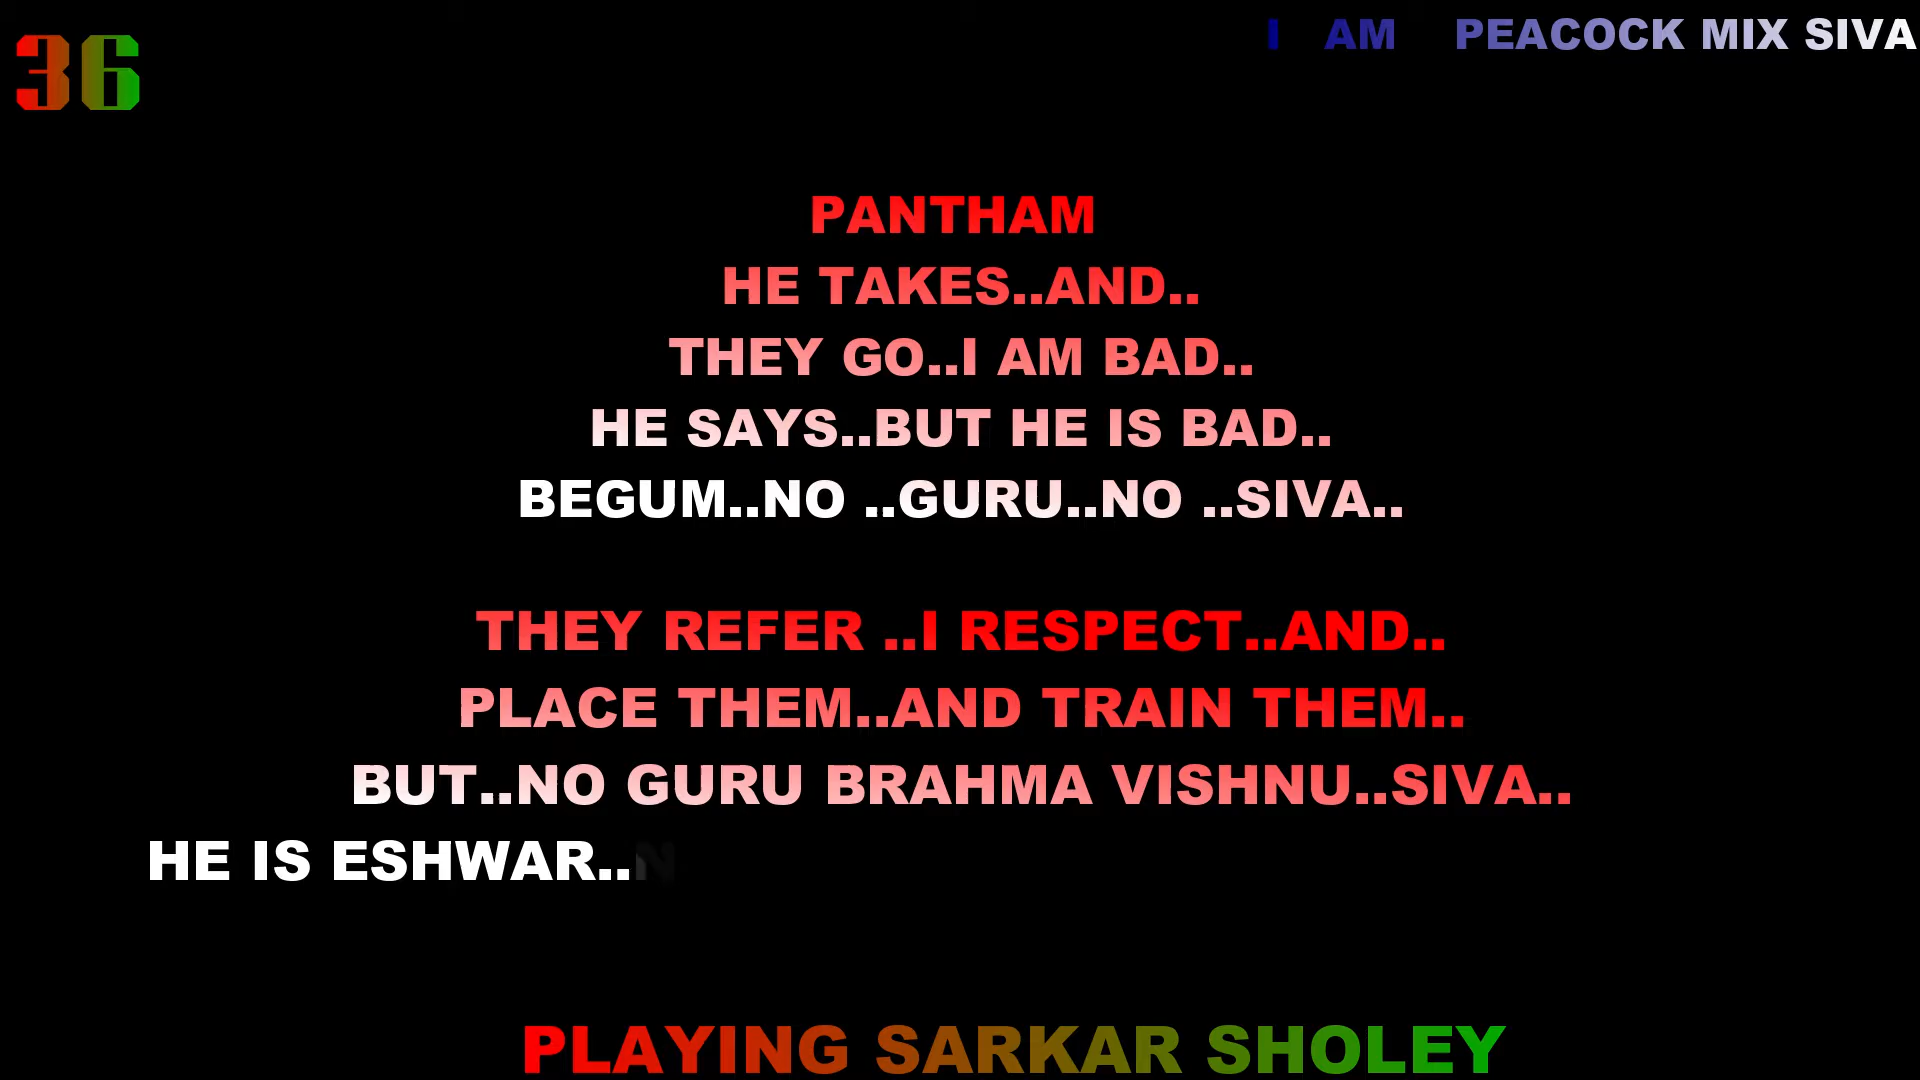 36
I AM PEACOCK MIX SIVA
PANTHAM
HE TAKES..AND..
THEY GO..I AM BAD..
HE SAYS..BUT HE IS BAD..
BEGUM..NO ..GURU..NO ..SIVA..
THEY REFER ..I RESPECT..AND..
PLACE THEM..AND TRAIN THEM..
BUT..NO GURU BRAHMA VISHNU..SIVA..
HE IS ESHWAR..N
PLAYING SARKAR SHOLEY